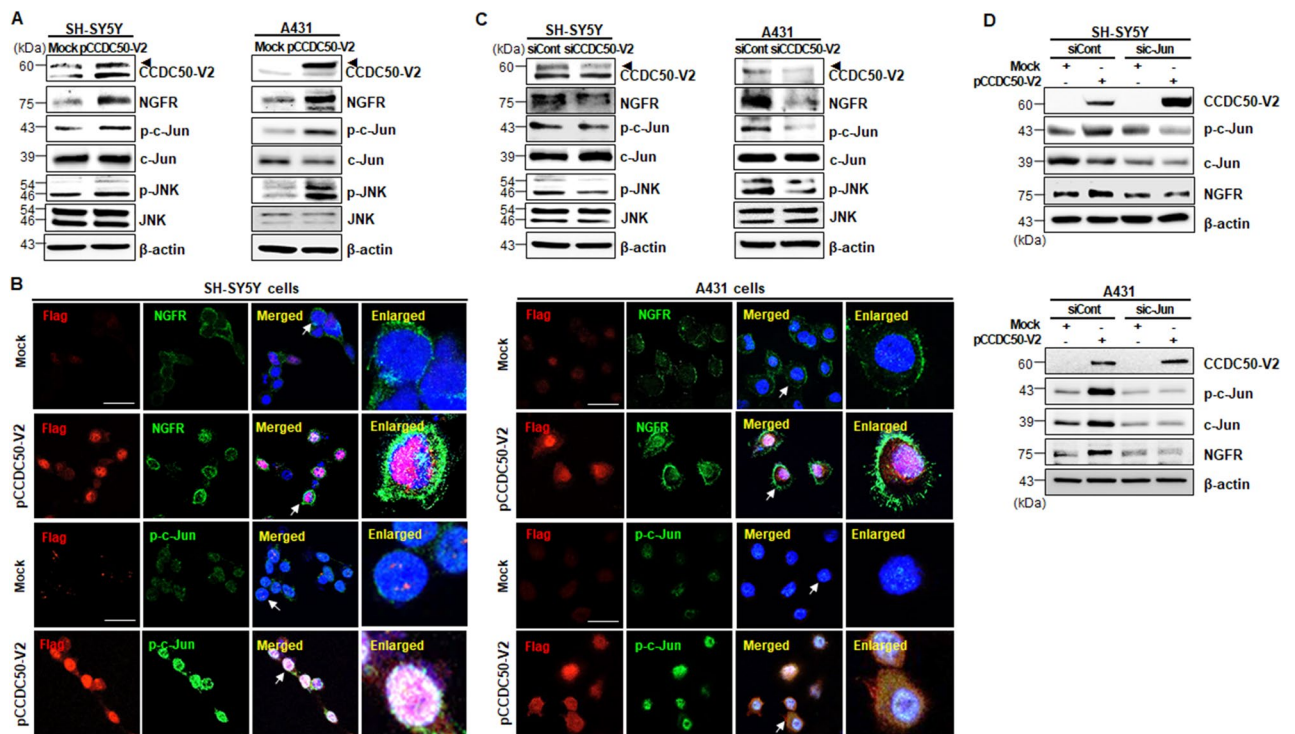 A
SH-SY5Y
A431
(kDa)
Mock pCCDC50-V2
Mock pCCDC50-V2
60
CCDC50-V2
CCDC50-V2
75
NGFR
NGFR
43
p-c-Jun
p-c-Jun
39
c-Jun
c-Jun
54
46
p-JNK
p-JNK
54
46
JNK
JNK
43
β-actin
β-actin
C
SH-SY5Y
A431
(kDa)
siCont siCCDC50-V2
siCont siCCDC50-V2
60
CCDC50-V2
CCDC50-V2
75
NGFR
NGFR
43
p-c-Jun
p-c-Jun
39
c-Jun
c-Jun
54
46
p-JNK
p-JNK
54
46
JNK
JNK
43
β-actin
β-actin
D
SH-SY5Y
siCont
sic-Jun
Mock + - + -
pCCDC50-V2 - + - +
60
CCDC50-V2
43
p-c-Jun
39
c-Jun
75
NGFR
43
β-actin
(kDa)
A431
siCont
sic-Jun
Mock + - + -
pCCDC50-V2 - + - +
60
CCDC50-V2
43
p-c-Jun
39
c-Jun
75
NGFR
43
β-actin
(kDa)
B
SH-SY5Y cells
Mock
Flag
NGFR
Merged
Enlarged
pCCDC50-V2
Flag
NGFR
Merged
Enlarged
Mock
Flag
p-c-Jun
Merged
Enlarged
pCCDC50-V2
Flag
p-c-Jun
Merged
Enlarged
A431 cells
Mock
Flag
NGFR
Merged
Enlarged
pCCDC50-V2
Flag
NGFR
Merged
Enlarged
Mock
Flag
p-c-Jun
Merged
Enlarged
pCCDC50-V2
Flag
p-c-Jun
Merged
Enlarged